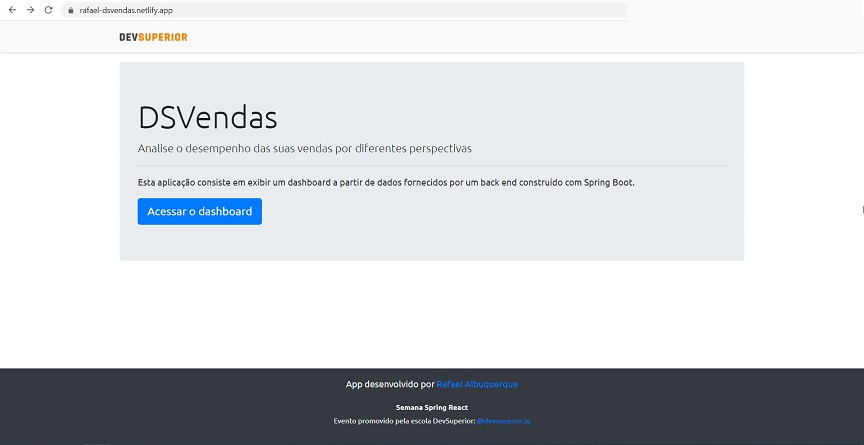 rafael-dsvendas.netlify.app
DEVSUPERIOR
DSVendas
Analise o desempenho das suas vendas por diferentes perspectivas
Esta aplicação consiste em exibir um dashboard a partir de dados fornecidos por um back end construído com Spring Boot.
Acessar o dashboard
App desenvolvido por Rafael Albuquerque
Semana Spring React
Evento promovido pela escola DevSuperior: @devsuperior.ig